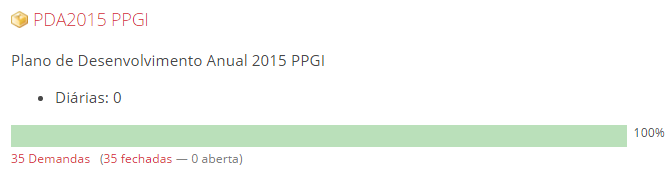 PDA2015 PPGI
Plano de Desenvolvimento Anual 2015 PPGI
• Diárias: 0
100%
35 Demandas (35 fechadas — 0 aberta)